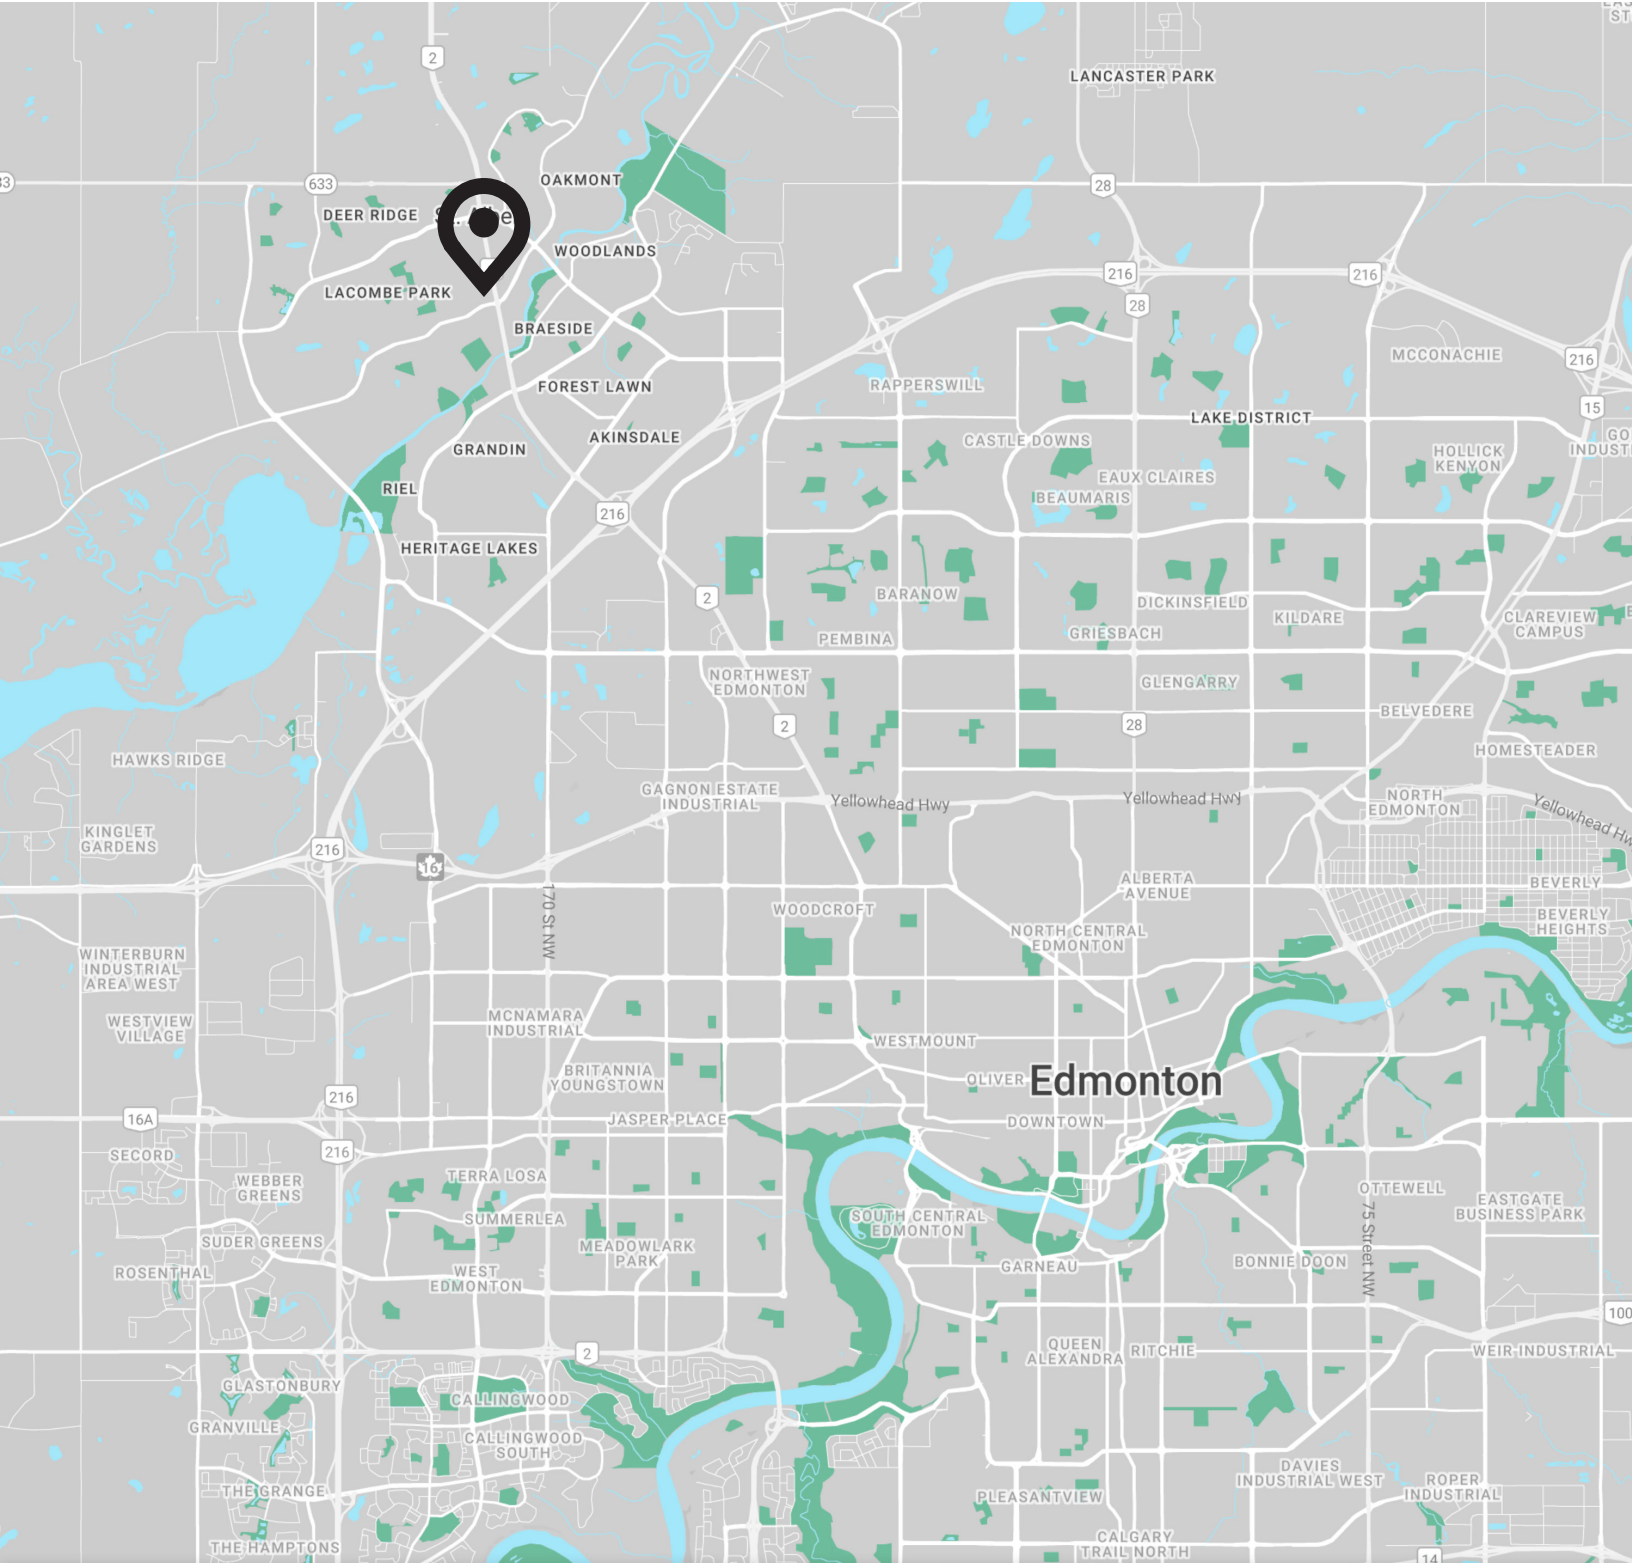 2
LANCASTER PARK
633
OAKMONT
28
DEER RIDGE
WOODLANDS
216
216
LACOMBE PARK
28
BRAESIDE
MCCONACHIE
216
FOREST LAWN
RAPPERSWILL
15
LAKE DISTRICT
AKINSDALE
CASTLE DOWNS
GRANDIN
HOLLICK
KENYON
EAUX CLAIRES
RIEL
BEAUMARIS
216
HERITAGE LAKES
2
BARANOW
DICKINSFIELD
KILDARE
CLAREVIEW
CAMPUS
PEMBINA
GRIESBACH
NORTHWEST
EDMONTON
GLENGARRY
BELVEDERE
2
28
HOMESTEADER
HAWKS RIDGE
GAGNON ESTATE
INDUSTRIAL
Yellowhead Hwy
Yellowhead Hwy
NORTH
EDMONTON
Yellowhead
KINGLET
GARDENS
216
16
ALBERTA
AVENUE
BEVERLY
WOODCROFT
170 St NW
BEVERLY
HEIGHTS
NORTH CENTRAL
EDMONTON
WINTERBURN
INDUSTRIAL
AREA WEST
WESTVIEW
VILLAGE
MCNAMARA
INDUSTRIAL
WESTMOUNT
BRITANNIA
YOUNGSTOWN
OLIVER
Edmonton
216
16A
JASPER PLACE
DOWNTOWN
SECORD
216
WEBBER
GREENS
TERRA LOSA
OTTEWELL
EASTGATE
BUSINESS PARK
SUMMERLEA
SOUTH CENTRAL
EDMONTON
75 Street NW
SUDER GREENS
MEADOWLARK
PARK
ROSENTHAL
WEST
EDMONTON
GARNEAU
BONNIE DOON
100
2
QUEEN
ALEXANDRA
RITCHIE
WEIR INDUSTRIAL
GLASTONBURY
CALLINGWOOD
GRANVILLE
CALLINGWOOD
SOUTH
DAVIES
INDUSTRIAL WEST
ROPER
INDUSTRIAL
THE GRANGE
PLEASANTVIEW
THE HAMPTONS
CALGARY
TRAIL NORTH
14